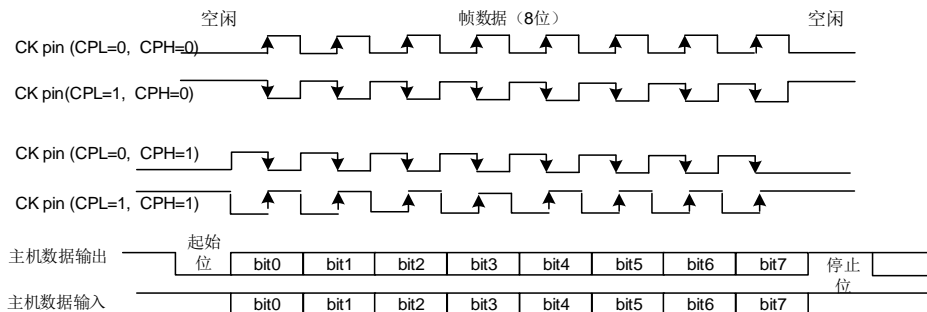 空闲 帧数据（8位） 空闲
CK pin (CPL=0, CPH=0)
CK pin(CPL=1, CPH=0)
CK pin (CPL=0, CPH=1)
CK pin (CPL=1, CPH=1)
主机数据输出 起始位 bit0 bit1 bit2 bit3 bit4 bit5 bit6 bit7 停止位
主机数据输入 bit0 bit1 bit2 bit3 bit4 bit5 bit6 bit7